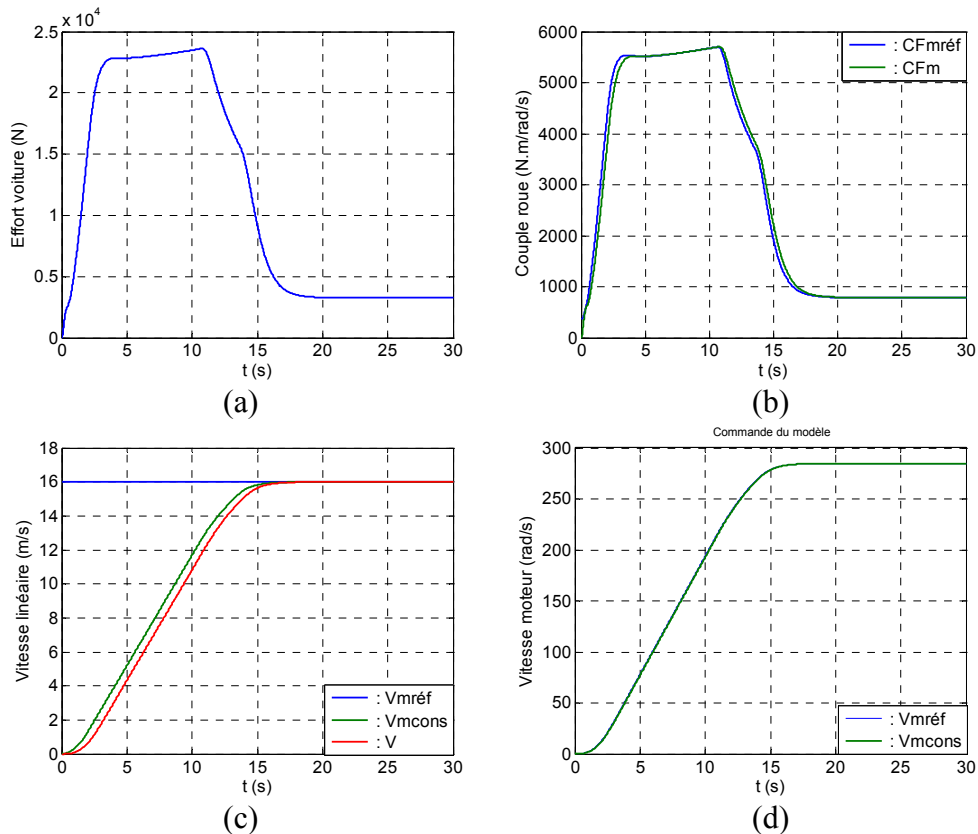 x 10⁴
2.5
2
1.5
1
0.5
0
0 5 10 15 20 25 30
Effort voiture (N)
t (s)
(a)
6000
5000
4000
3000
2000
1000
0
0 5 10 15 20 25 30
Couple roue (N.m/rad/s)
: CFmréf
: CFm
t (s)
(b)
18
16
14
12
10
8
6
4
2
0
0 5 10 15 20 25 30
Vitesse linéaire (m/s)
: Vmréf
: Vmcons
: V
t (s)
(c)
Commande du modèle
300
250
200
150
100
50
0
0 5 10 15 20 25 30
Vitesse moteur (rad/s)
: Vmréf
: Vmcons
t (s)
(d)